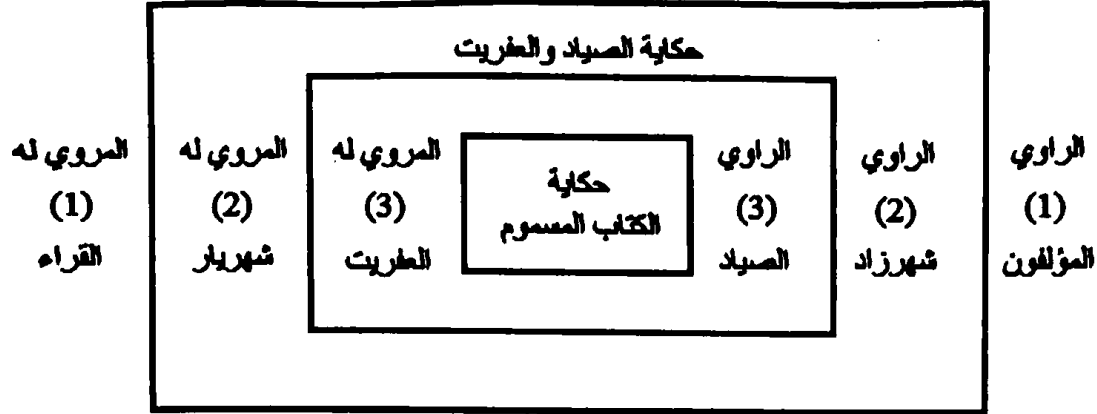 حكاية الصياد والعفريت
الراوي
(1)
المؤلفون
الراوي
(2)
شهرزاد
الراوي
(3)
الصياد
حكاية
الكتاب المسموم
المروي له
(3)
العفريت
المروي له
(2)
شهريار
المروي له
(1)
القراء